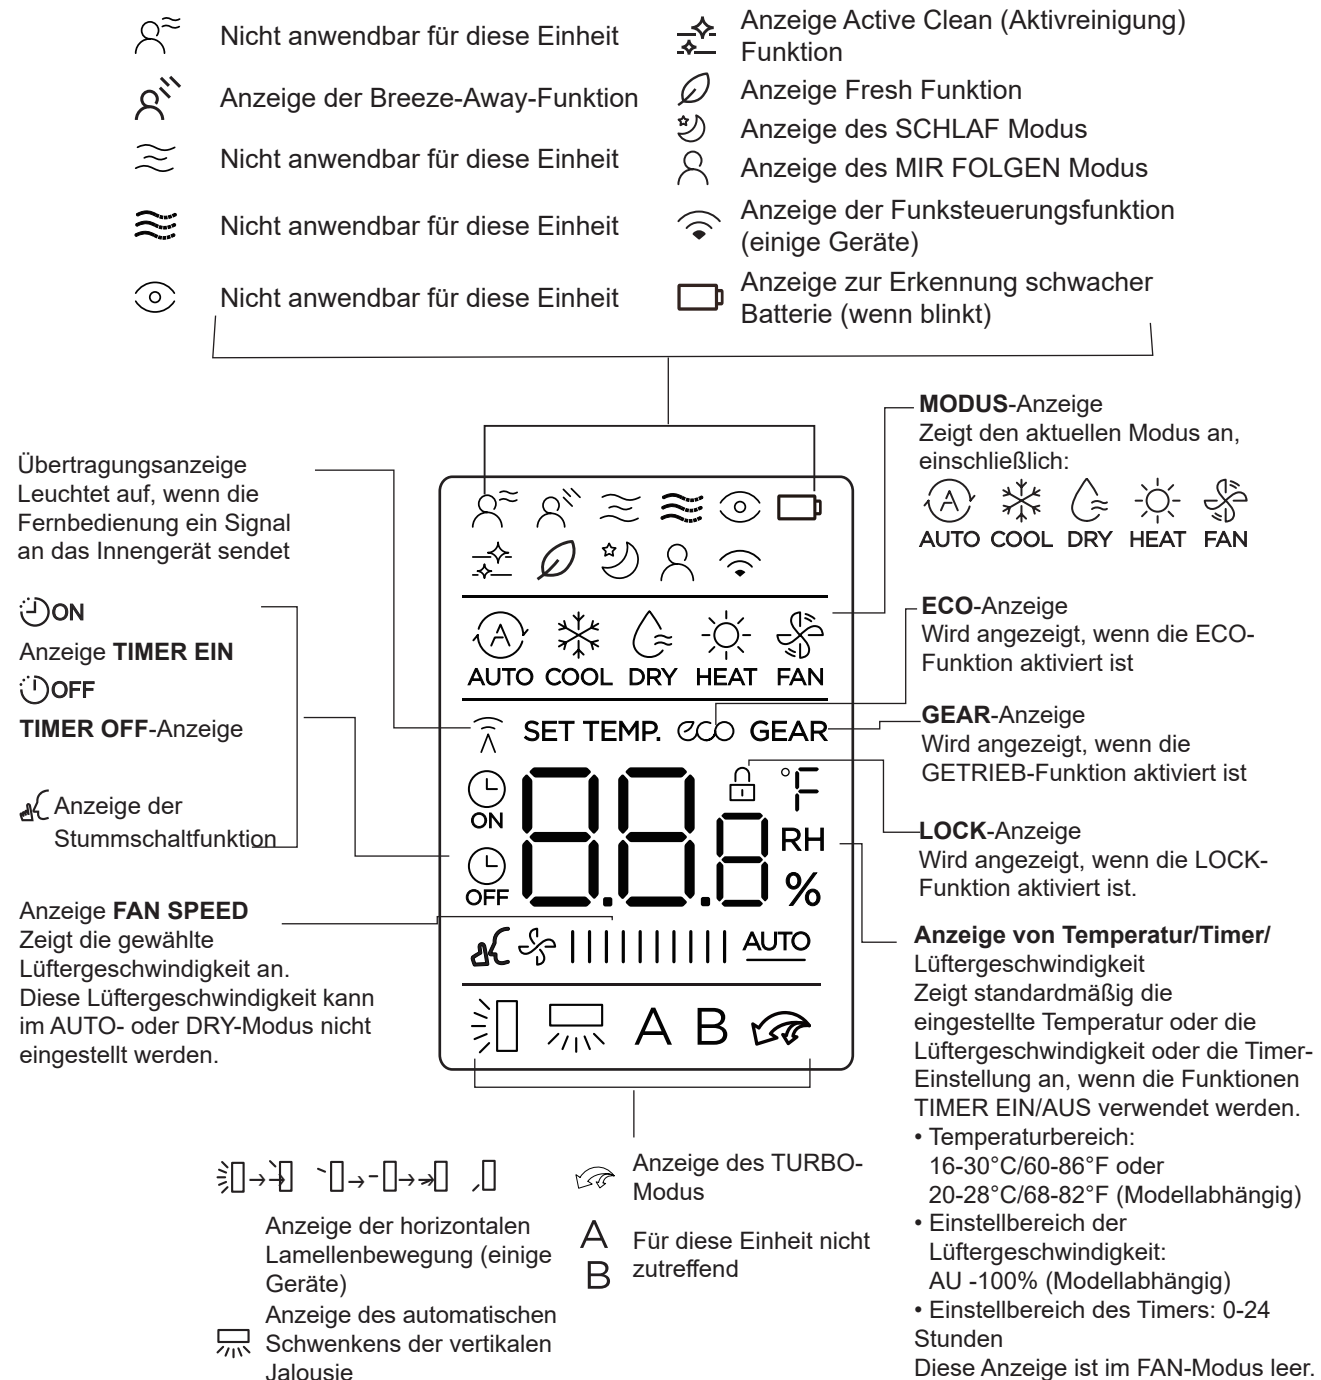 Nicht anwendbar für diese Einheit
Anzeige der Breeze-Away-Funktion
Nicht anwendbar für diese Einheit
Nicht anwendbar für diese Einheit
Nicht anwendbar für diese Einheit
Anzeige Active Clean (Aktivreinigung)
Funktion
Anzeige Fresh Funktion
Anzeige des SCHLAF Modus
Anzeige des MIR FOLGEN Modus
Anzeige der Funksteuerungsfunktion
(einige Geräte)
Anzeige zur Erkennung schwacher
Batterie (wenn blinkt)
Übertragungsanzeige
Leuchtet auf, wenn die
Fernbedienung ein Signal
an das Innengerät sendet
ON
Anzeige TIMER EIN
OFF
TIMER OFF-Anzeige
Anzeige der
Stummschaltfunktion
Anzeige FAN SPEED
Zeigt die gewählte
Lüftergeschwindigkeit an.
Diese Lüftergeschwindigkeit kann
im AUTO- oder DRY-Modus nicht
eingestellt werden.
A
AUTO COOL DRY HEAT FAN
SET TEMP. eco GEAR
ON
OFF
88.8.
°F
RH
%
AUTO
A B
MODUS-Anzeige
Zeigt den aktuellen Modus an,
einschließlich:
A
AUTO COOL DRY HEAT FAN
ECO-Anzeige
Wird angezeigt, wenn die ECO-
Funktion aktiviert ist
GEAR-Anzeige
Wird angezeigt, wenn die
GETRIEB-Funktion aktiviert ist
LOCK-Anzeige
Wird angezeigt, wenn die LOCK-
Funktion aktiviert ist.
Anzeige von Temperatur/Timer/
Lüftergeschwindigkeit
Zeigt standardmäßig die
eingestellte Temperatur oder die
Lüftergeschwindigkeit oder die Timer-
Einstellung an, wenn die Funktionen
TIMER EIN/AUS verwendet werden.
• Temperaturbereich:
16-30°C/60-86°F oder
20-28°C/68-82°F (Modellabhängig)
• Einstellbereich der
Lüftergeschwindigkeit:
AU -100% (Modellabhängig)
• Einstellbereich des Timers: 0-24
Stunden
Diese Anzeige ist im FAN-Modus leer.
Anzeige der horizontalen
Lamellenbewegung (einige
Geräte)
Anzeige des automatischen
Schwenkens der vertikalen
Jalousie
Anzeige des TURBO-
Modus
A
B
Für diese Einheit nicht
zutreffend